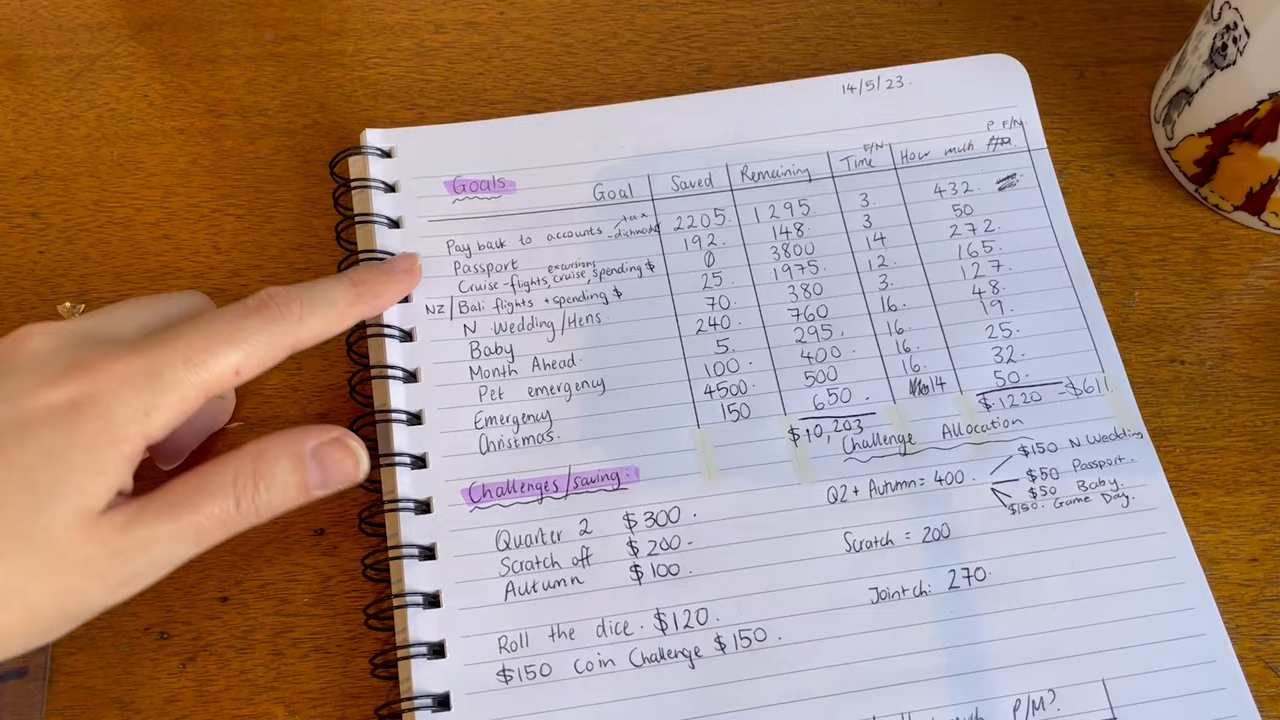 14/5/23.
Goals Goal Saved Remaining Time F/N. How much P F/N.
Pay back to accounts - tax - dichmond 2205. 1295. 3. 432.
Passport 192. 148. 3 50
Cruise - flights, cruise, excursions spending $ 0 3800 14 272.
NZ/Bali flights + spending $ 25. 1975. 12. 165.
N Wedding/Hens. 70. 380 3. 127.
Baby 240. 760 16. 48.
Month Ahead. 5. 295. 16. 19.
Pet emergency 100. 400. 16. 25.
Emergency 4500. 500 16. 32.
Christmas. 150 650. 14 50.
$10,203 $1220 - $611
Challenge Allocation
Challenges/saving:
Q2 + Autumn = 400. $150 N Wedding
$50 Passport.
$50 Baby.
$150. Game Day.
Quarter 2 $300.
Scratch off $200.
Autumn $100.
Scratch = 200
Joint ch: 270.
Roll the dice. $120.
$150 Coin Challenge $150.
P/M?